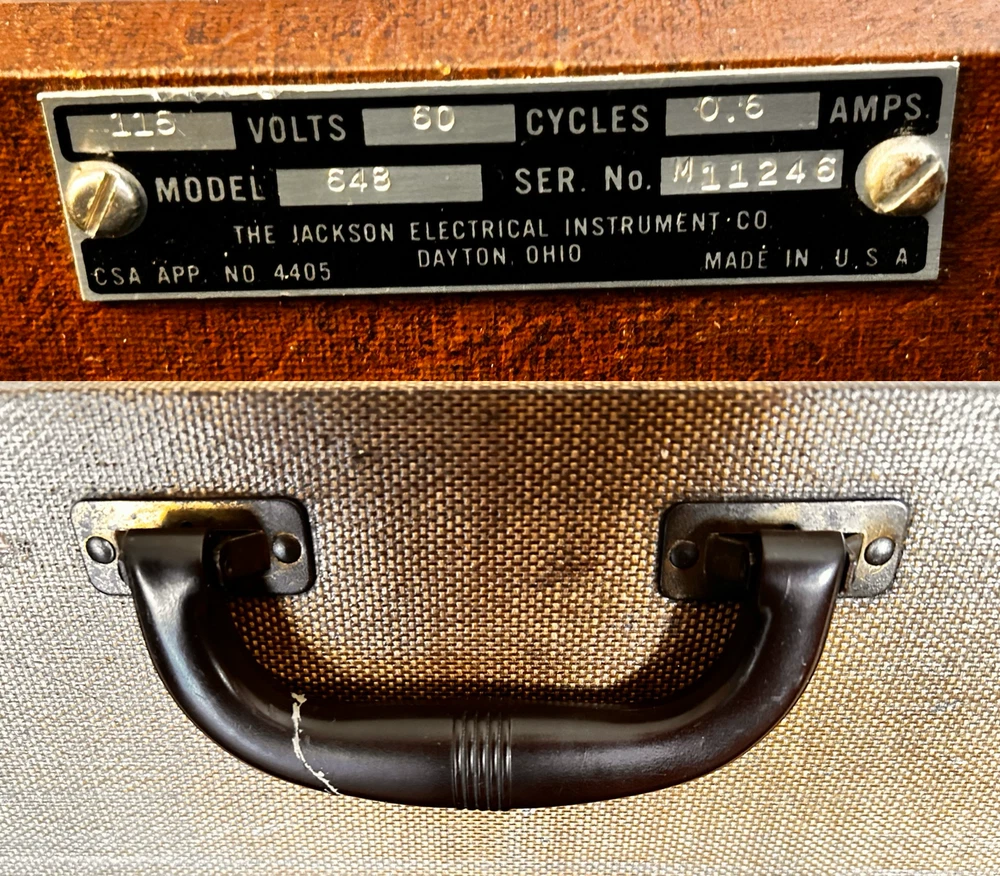 115 VOLTS 60 CYCLES 0.6 AMPS.
MODEL 648 SER. No. M11246
THE JACKSON ELECTRICAL INSTRUMENT CO.
DAYTON, OHIO
CSA APP. NO 4405 MADE IN U.S.A.